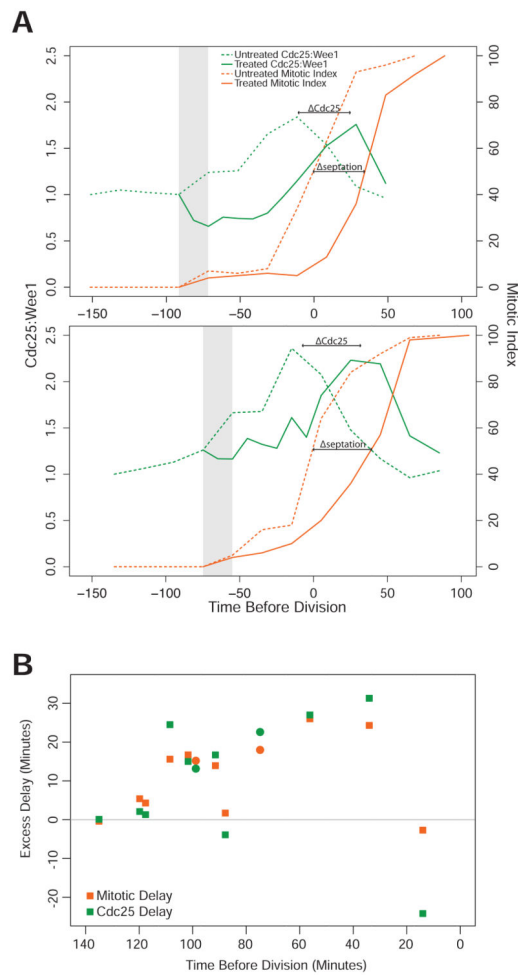 A
Untreated Cdc25:Wee1
Treated Cdc25:Wee1
Untreated Mitotic Index
Treated Mitotic Index
ΔCdc25
Δseptation
2.5
2.0
1.5
1.0
0.5
0.0
100
80
60
40
20
0
−150
−100
−50
0
50
100
Cdc25:Wee1
Mitotic Index
ΔCdc25
Δseptation
2.5
2.0
1.5
1.0
0.5
0.0
100
80
60
40
20
0
−150
−100
−50
0
50
100
Time Before Division
B
Excess Delay (Minutes)
30
20
10
0
-10
-20
Mitotic Delay
Cdc25 Delay
140
120
100
80
60
40
20
0
Time Before Division (Minutes)